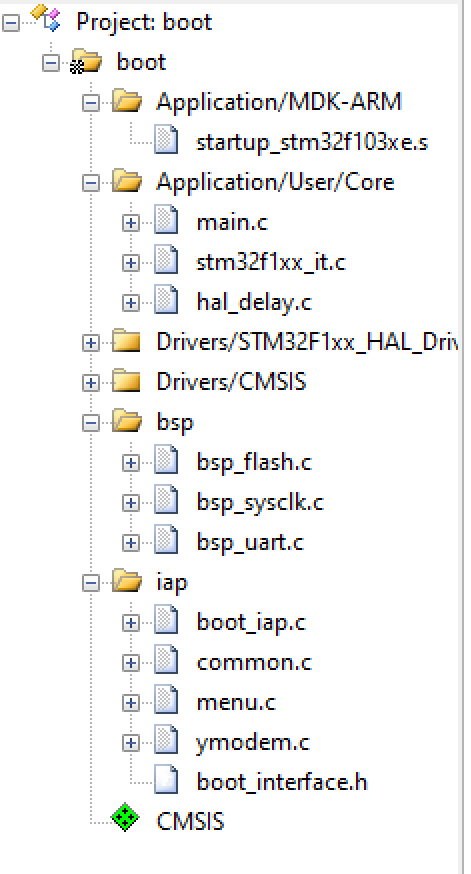 Project: boot
boot
Application/MDK-ARM
startup_stm32f103xe.s
Application/User/Core
main.c
stm32f1xx_it.c
hal_delay.c
Drivers/STM32F1xx_HAL_Driv
Drivers/CMSIS
bsp
bsp_flash.c
bsp_sysclk.c
bsp_uart.c
iap
boot_iap.c
common.c
menu.c
ymodem.c
boot_interface.h
CMSIS